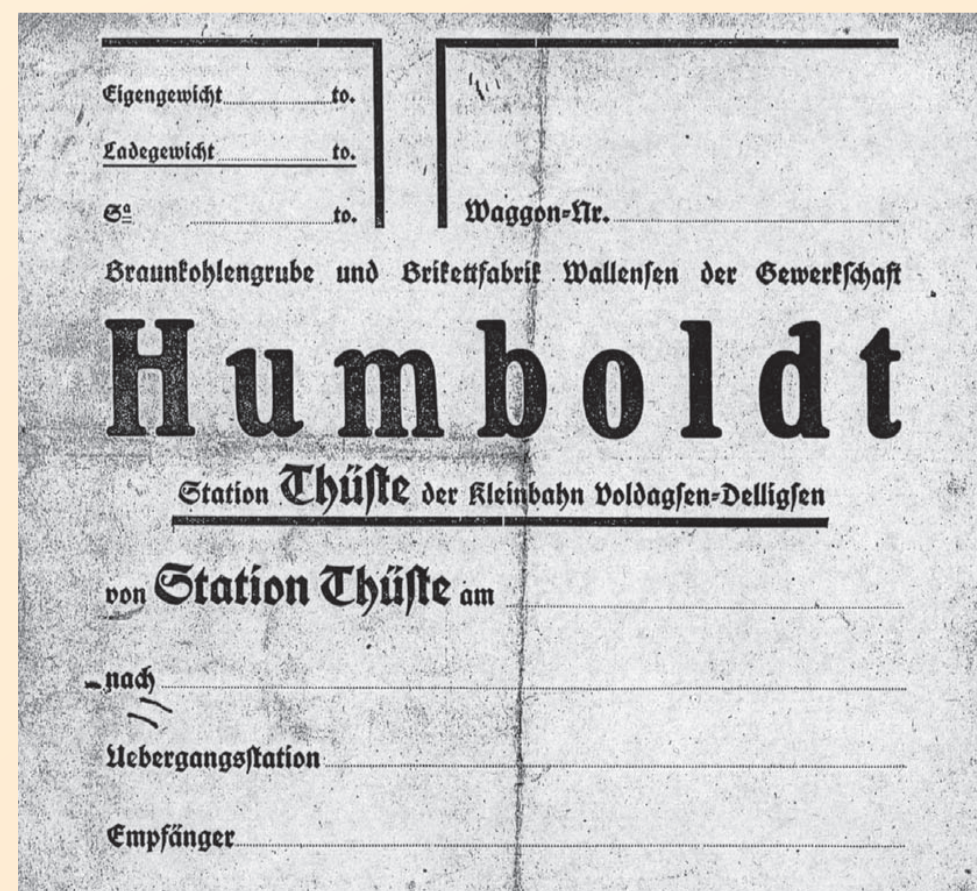 Eigengewicht to.
Ladegewicht to.
Sa to.
Waggon-Nr.
Braunkohlengrube und Brikettfabrik Wallensen der Gewerkschaft
Humboldt
Station Thüste der Kleinbahn Voldagsen-Delligsen
von Station Thüste am
nach
Uebergangsstation
Empfänger